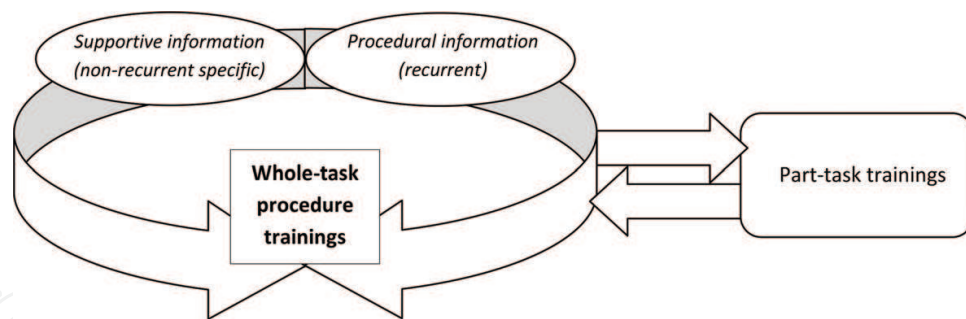 Supportive information
(non-recurrent specific)
Procedural information
(recurrent)
Whole-task
procedure
trainings
Part-task trainings